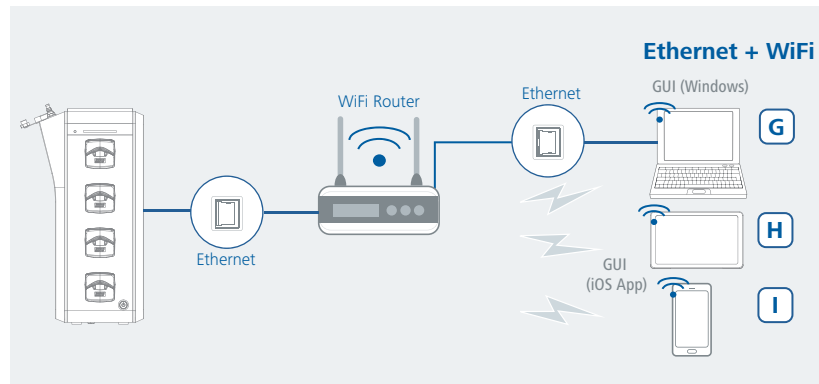 Ethernet + WiFi
GUI (Windows)
Ethernet
WiFi Router
G
Ethernet
H
GUI
(iOS App)
I